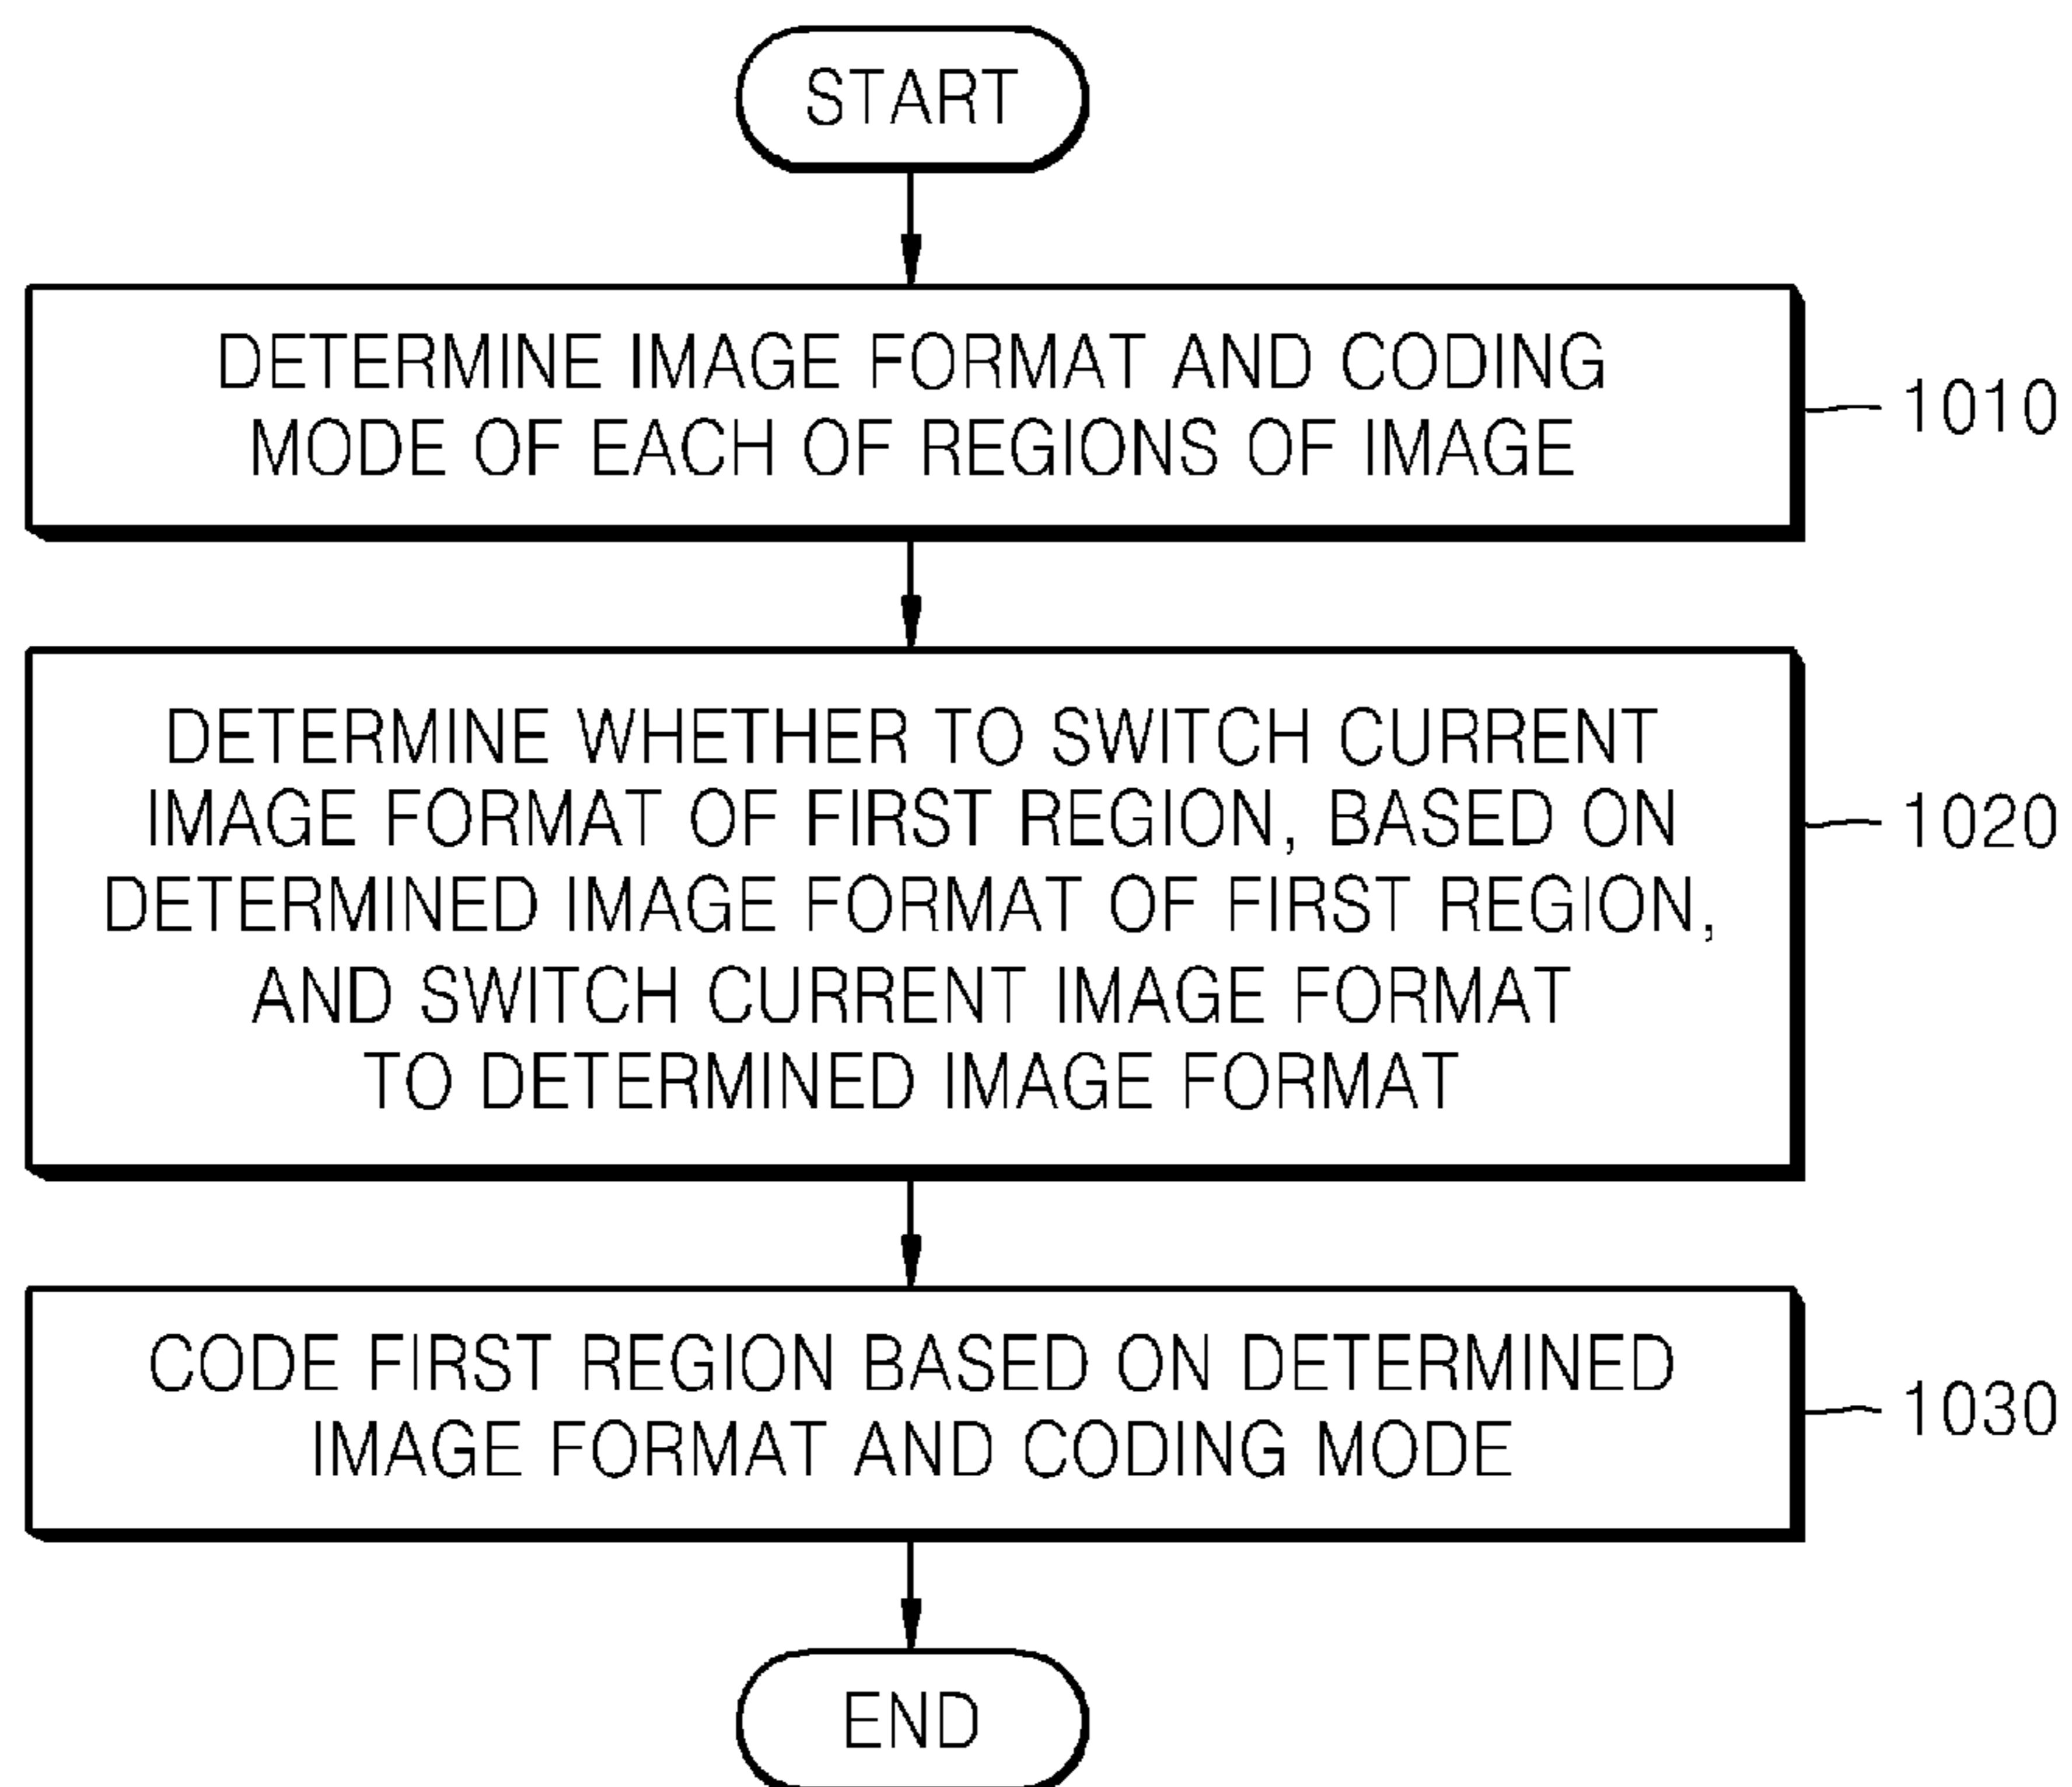 START
DETERMINE IMAGE FORMAT AND CODING
MODE OF EACH OF REGIONS OF IMAGE
1010
DETERMINE WHETHER TO SWITCH CURRENT
IMAGE FORMAT OF FIRST REGION, BASED ON
DETERMINED IMAGE FORMAT OF FIRST REGION,
AND SWITCH CURRENT IMAGE FORMAT
TO DETERMINED IMAGE FORMAT
1020
CODE FIRST REGION BASED ON DETERMINED
IMAGE FORMAT AND CODING MODE
1030
END